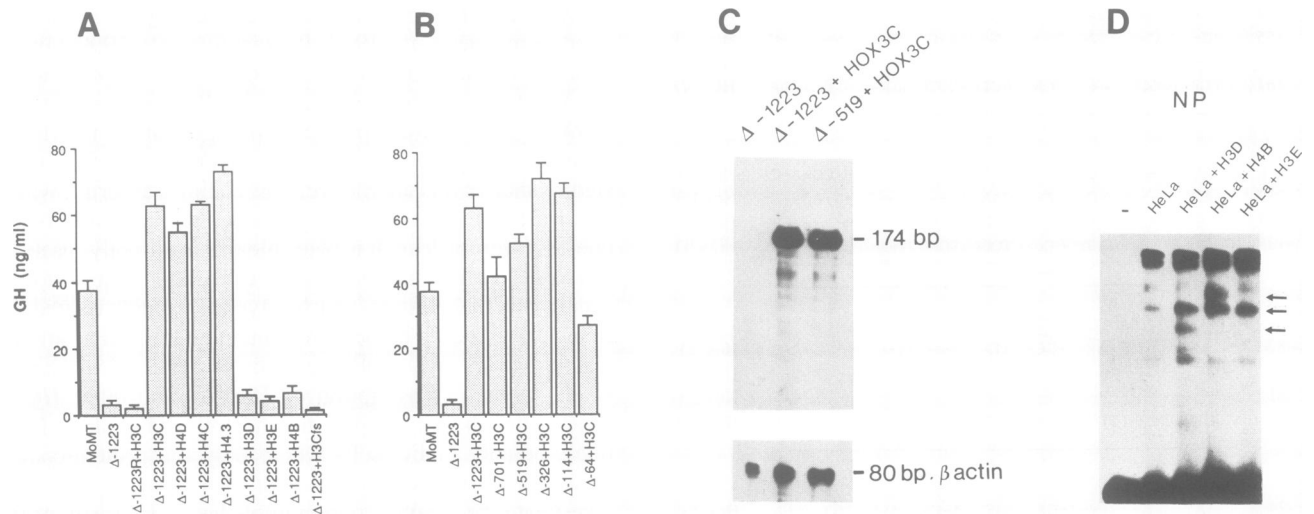 A
GH (ng/ml)
80
60
40
20
0
MoMT
Δ-1223
Δ-1223R+H3C
Δ-1223+H3C
Δ-1223+H4D
Δ-1223+H4C
Δ-1223+H4.3
Δ-1223+H3D
Δ-1223+H3E
Δ-1223+H4B
Δ-1223+H3Cfs
B
80
60
40
20
0
MoMT
Δ-1223
Δ-1223+H3C
Δ-701+H3C
Δ-519+H3C
Δ-326+H3C
Δ-114+H3C
Δ-64+H3C
C
Δ - 1223
Δ - 1223 + HOX3C
Δ - 519 + HOX3C
174 bp
80 bp. β actin
D
NP
-
HeLa
HeLa + H3D
HeLa + H4B
HeLa + H3E